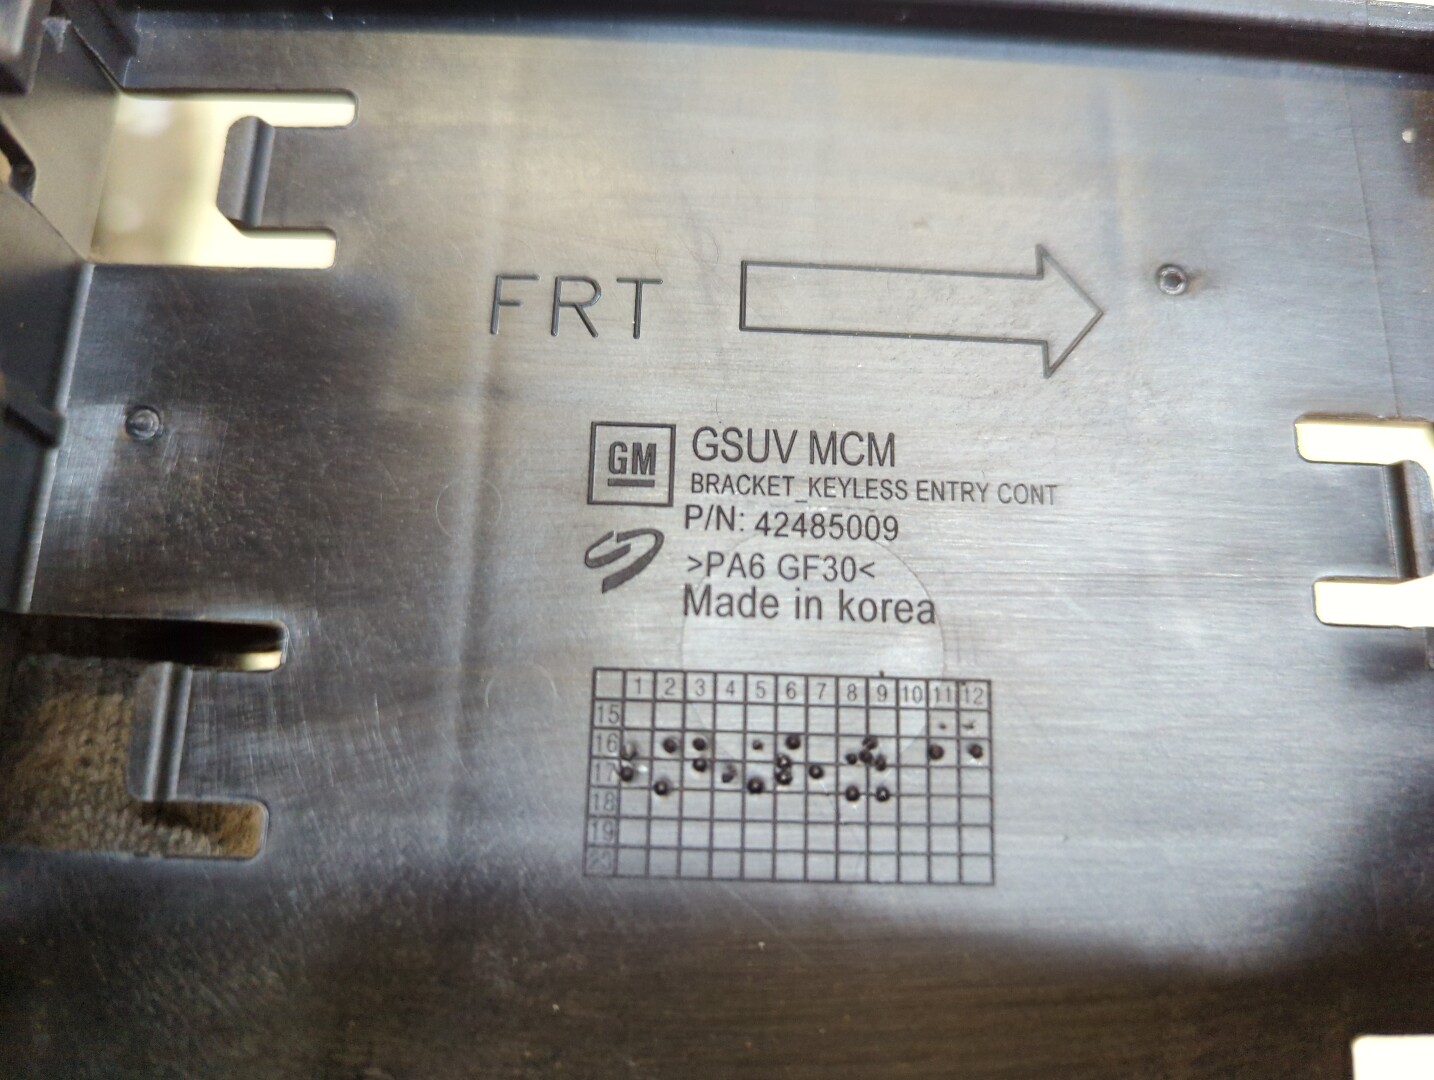 FRT
GM
GSUV MCM
BRACKET_KEYLESS ENTRY CONT
P/N: 42485009
>PA6 GF30<
Made in korea
1 2 3 4 5 6 7 8 9 10 11 12
15
16
17
18
19
20